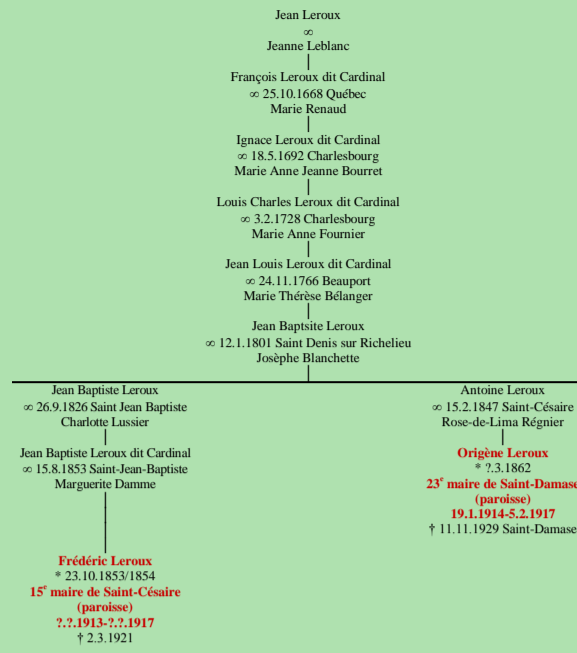 Jean Leroux
∞
Jeanne Leblanc
François Leroux dit Cardinal
∞ 25.10.1668 Québec
Marie Renaud
Ignace Leroux dit Cardinal
∞ 18.5.1692 Charlesbourg
Marie Anne Jeanne Bourret
Louis Charles Leroux dit Cardinal
∞ 3.2.1728 Charlesbourg
Marie Anne Fournier
Jean Louis Leroux dit Cardinal
∞ 24.11.1766 Beauport
Marie Thérèse Bélanger
Jean Baptsite Leroux
∞ 12.1.1801 Saint Denis sur Richelieu
Josèphe Blanchette
Jean Baptiste Leroux
∞ 26.9.1826 Saint Jean Baptiste
Charlotte Lussier
Jean Baptiste Leroux dit Cardinal
∞ 15.8.1853 Saint-Jean-Baptiste
Marguerite Damme
Frédéric Leroux
* 23.10.1853/1854
15e maire de Saint-Césaire
(paroisse)
?.?.1913-?.?.1917
† 2.3.1921
Antoine Leroux
∞ 15.2.1847 Saint-Césaire
Rose-de-Lima Régnier
Origène Leroux
* ?.3.1862
23e maire de Saint-Damase
(paroisse)
19.1.1914-5.2.1917
† 11.11.1929 Saint-Damase